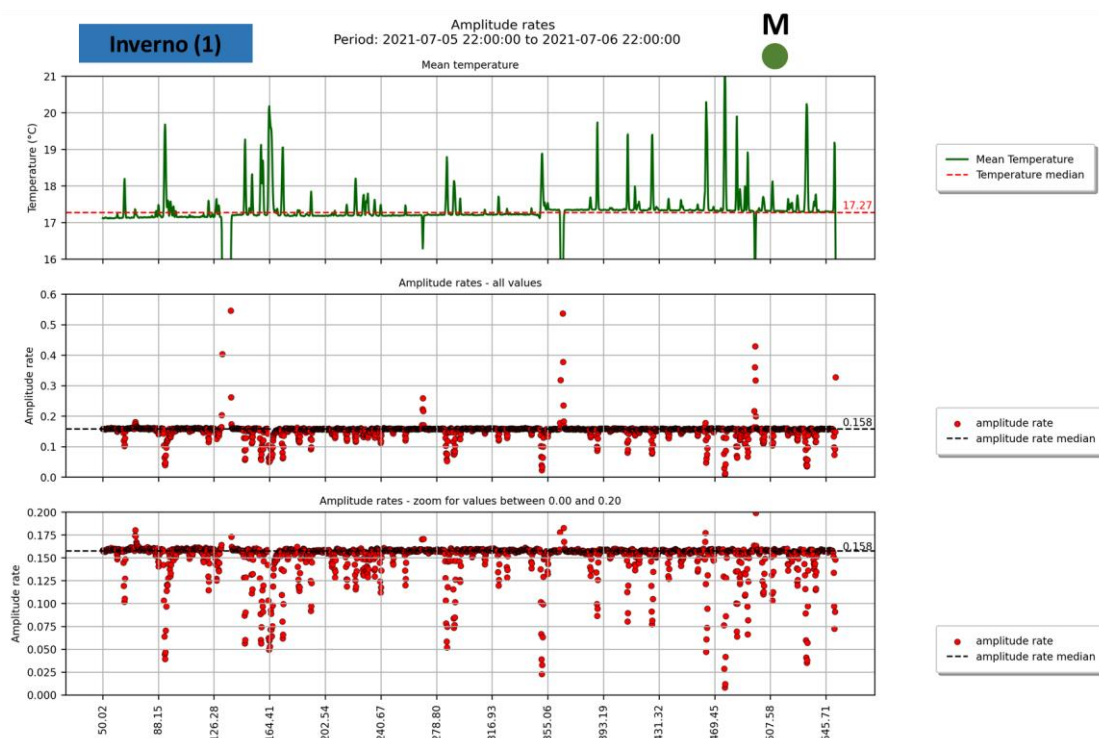 Inverno (1)
Amplitude rates
Period: 2021-07-05 22:00:00 to 2021-07-06 22:00:00
M
Mean temperature
21
20
19
18
17
16
Temperature (°C)
17.27
Mean Temperature
Temperature median
Amplitude rates - all values
0.6
0.5
0.4
0.3
0.2
0.1
0.0
Amplitude rate
0.158
amplitude rate
amplitude rate median
Amplitude rates - zoom for values between 0.00 and 0.20
0.200
0.175
0.150
0.125
0.100
0.075
0.050
0.025
0.000
Amplitude rate
0.158
amplitude rate
amplitude rate median
50.02
88.15
126.28
164.41
202.54
240.67
278.80
316.93
355.06
393.19
431.32
469.45
507.58
545.71